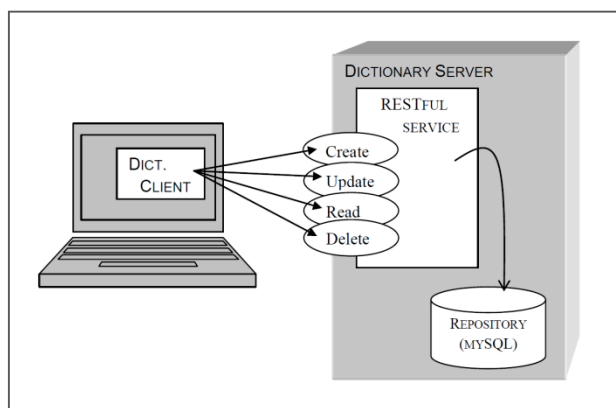 DICTIONARY SERVER
RESTFUL
SERVICE
DICT.
CLIENT
Create
Update
Read
Delete
REPOSITORY
(MYSQL)